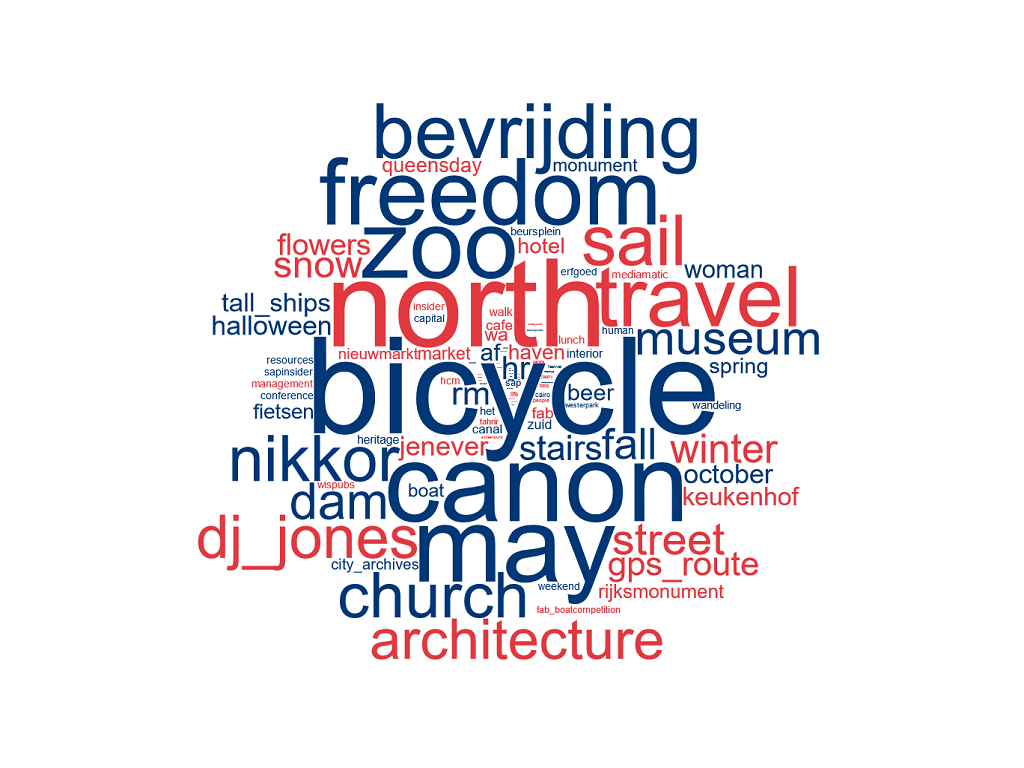 bevrijding
queensday monument
freedom
zoo beursplein
flowers hotel sail
snow erfgoed mediamatic woman
north travel
tall_ships insider walk
halloween capital cafe human museum
wa lunch
nieuwmarktmarket af haven interior
resources hr spring
sapinsider hcm sap
management bicycle
conference rm cairo beer
people westerpark wandeling
fietsen het fab
tahrir zuid
canal
heritage jenever stairs fall winter
nikkor canon october
wispubs boat keukenhof
dam
dj_jones may street
city_archives gps_route
church weekend rijksmonument
fab_boatcompetition
architecture